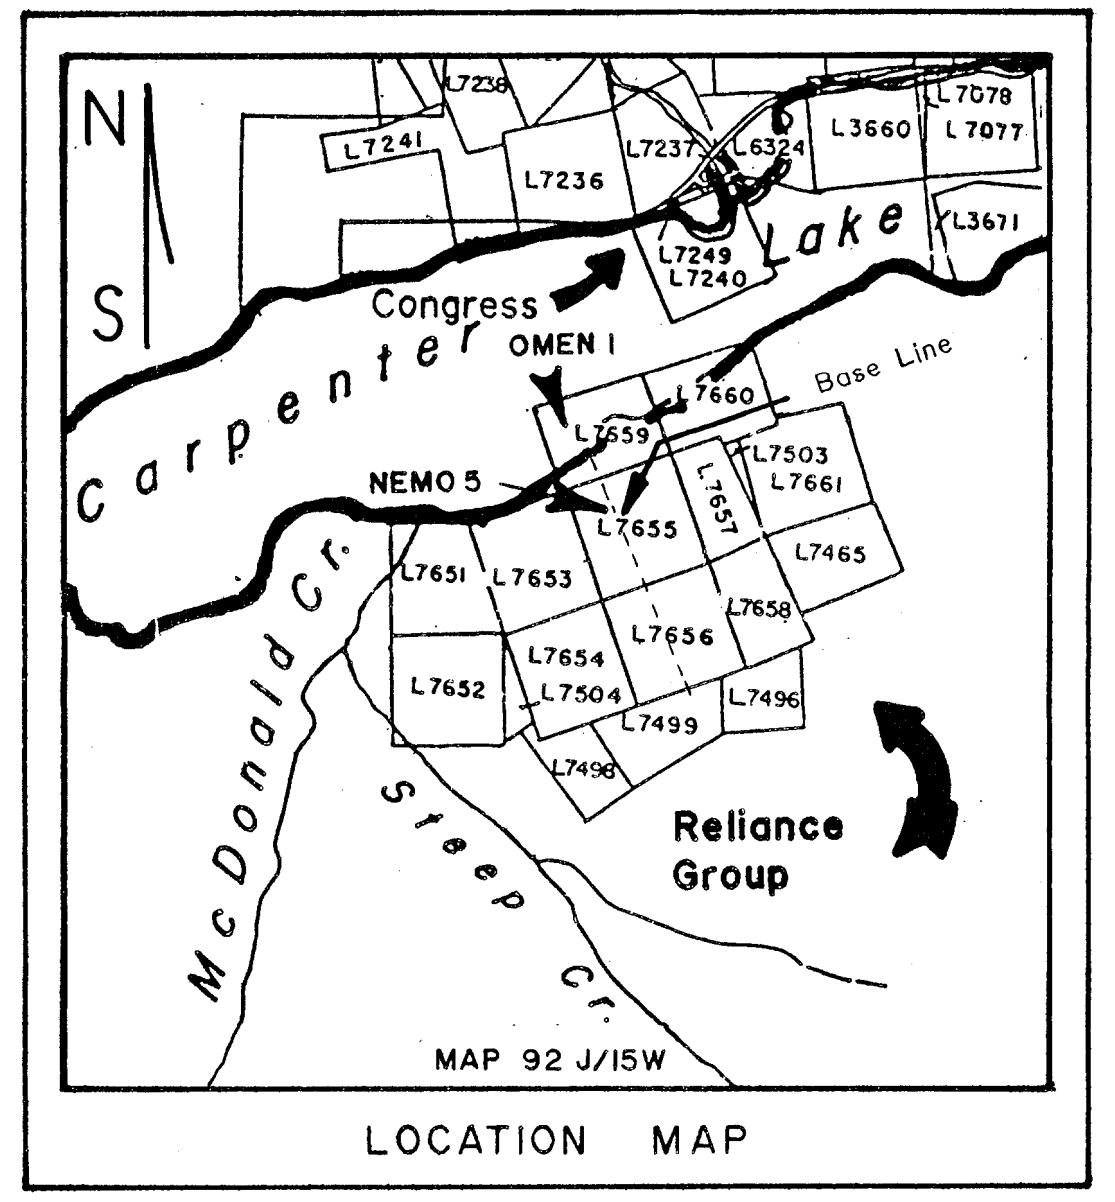 N
S
L7238
L7241
L7236
L7237
L6324
L3660
L7078
L7077
L3671
L7249
L7240
Carpenter Lake
Congress
OMEN 1
L7660
Base Line
L7659
NEMO 5
L7503
L7661
L7657
L7655
L7465
L7651
L7653
L7658
L7656
L7654
L7652
L7504
L7496
L7499
L7498
McDonald Cr.
Steep Cr.
Reliance
Group
MAP 92 J/15W
LOCATION MAP